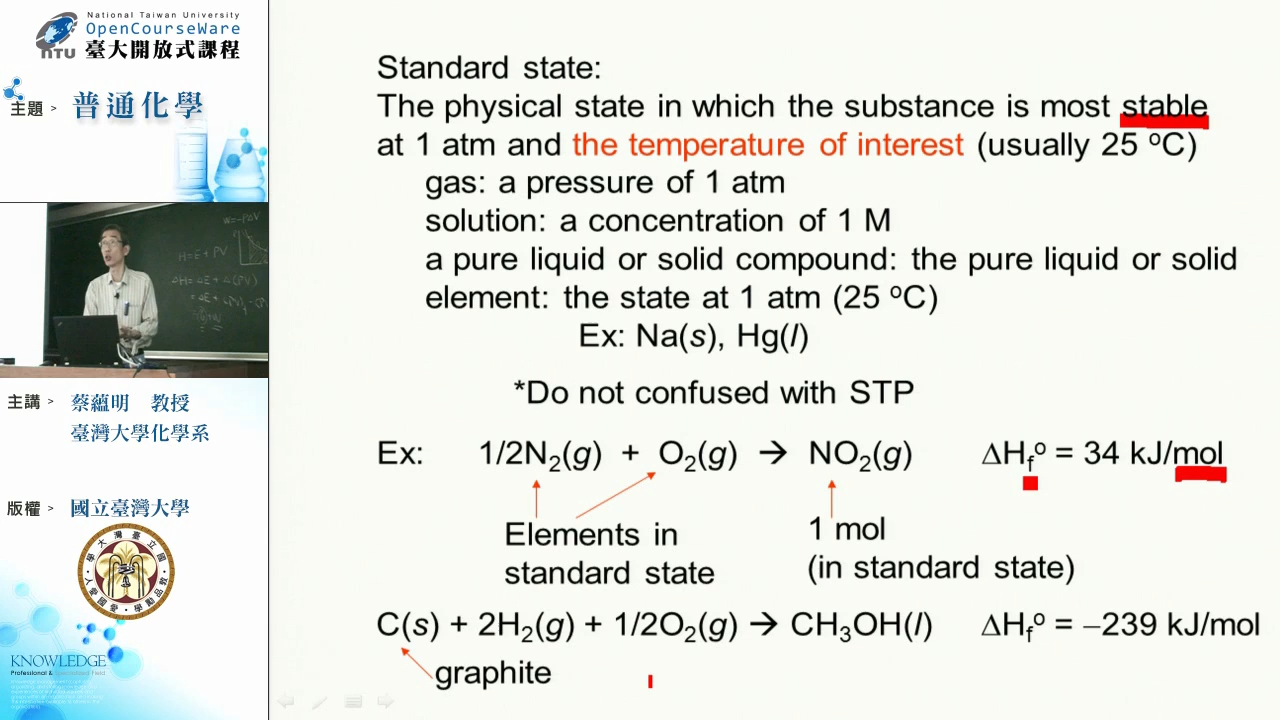 National Taiwan University
OpenCourseWare
NTU 臺大開放式課程
主題 > 普通化學
W=-PΔV
H=E+PV
主講 > 蔡蘊明 教授
臺灣大學化學系
版權 > 國立臺灣大學
KNOWLEDGE
Standard state:
The physical state in which the substance is most stable
at 1 atm and the temperature of interest (usually 25 ºC)
gas: a pressure of 1 atm
solution: a concentration of 1 M
a pure liquid or solid compound: the pure liquid or solid
element: the state at 1 atm (25 ºC)
Ex: Na(s), Hg(l)
*Do not confused with STP
Ex: 1/2N₂(g) + O₂(g) → NO₂(g) ΔHfº = 34 kJ/mol
Elements in
standard state
1 mol
(in standard state)
C(s) + 2H₂(g) + 1/2O₂(g) → CH₃OH(l) ΔHfº = –239 kJ/mol
graphite